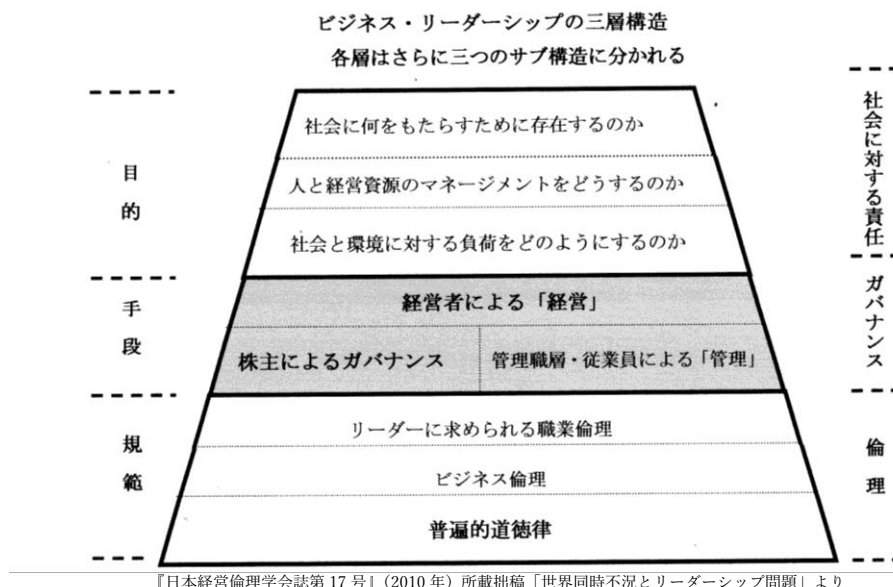 ビジネス・リーダーシップの三層構造
各層はさらに三つのサブ構造に分かれる
目的
社会に何をもたらすために存在するのか
人と経営資源のマネージメントをどうするのか
社会と環境に対する負荷をどのようにするのか
社会に対する責任
手段
経営者による「経営」
株主によるガバナンス
管理職層・従業員による「管理」
ガバナンス
規範
リーダーに求められる職業倫理
ビジネス倫理
普遍的道徳律
倫理
『日本経営倫理学会誌第 17 号』(2010 年) 所載拙稿「世界同時不況とリーダーシップ問題」より